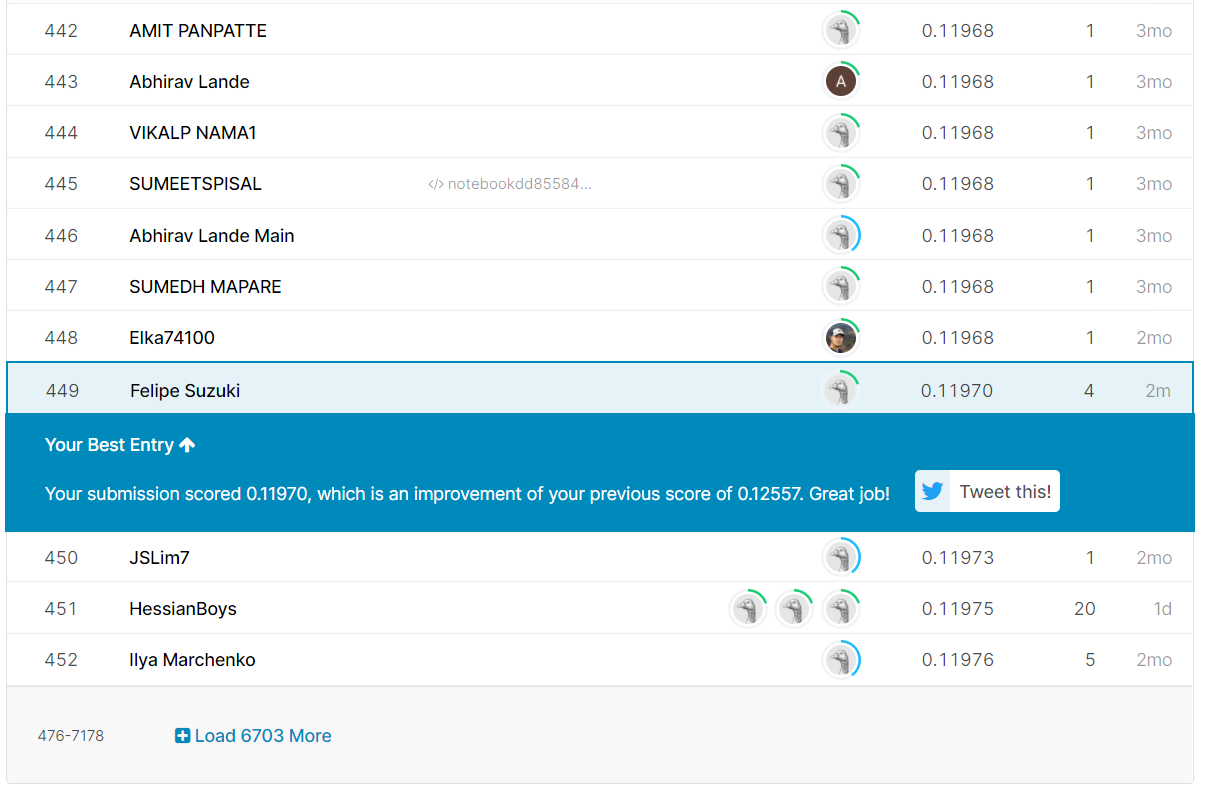 442 AMIT PANPATTE 0.11968 1 3mo
443 Abhirav Lande A 0.11968 1 3mo
444 VIKALP NAMA1 0.11968 1 3mo
445 SUMEETSPISAL </> notebookdd85584... 0.11968 1 3mo
446 Abhirav Lande Main 0.11968 1 3mo
447 SUMEDH MAPARE 0.11968 1 3mo
448 Elka74100 0.11968 1 2mo
449 Felipe Suzuki 0.11970 4 2m
Your Best Entry ↑
Your submission scored 0.11970, which is an improvement of your previous score of 0.12557. Great job! Tweet this!
450 JSLim7 0.11973 1 2mo
451 HessianBoys 0.11975 20 1d
452 Ilya Marchenko 0.11976 5 2mo
476-7178 Load 6703 More